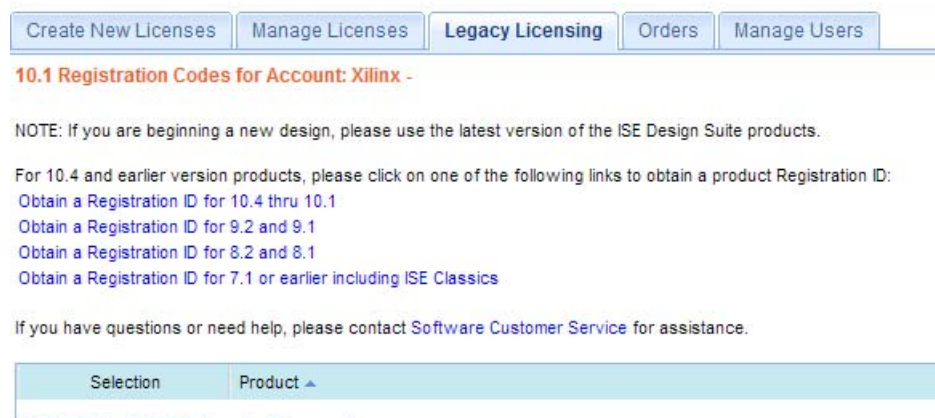 Create New Licenses Manage Licenses Legacy Licensing Orders Manage Users
10.1 Registration Codes for Account: Xilinx -
NOTE: If you are beginning a new design, please use the latest version of the ISE Design Suite products.
For 10.4 and earlier version products, please click on one of the following links to obtain a product Registration ID:
Obtain a Registration ID for 10.4 thru 10.1
Obtain a Registration ID for 9.2 and 9.1
Obtain a Registration ID for 8.2 and 8.1
Obtain a Registration ID for 7.1 or earlier including ISE Classics
If you have questions or need help, please contact Software Customer Service for assistance.
Selection Product